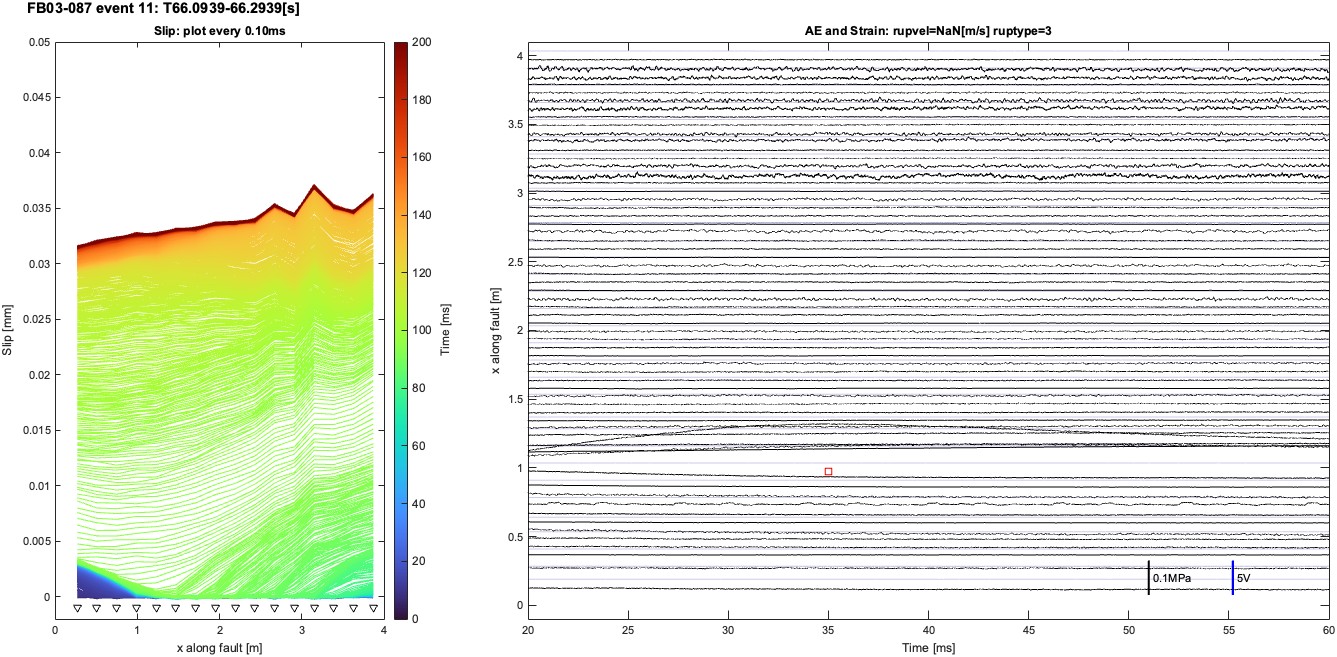 FB03-087 event 11: T66.0939-66.2939[s]
Slip: plot every 0.10ms
0.05
0.045
0.04
0.035
0.03
0.025
0.02
0.015
0.01
0.005
0
Slip [mm]
0 1 2 3 4
x along fault [m]
200
180
160
140
120
100
80
60
40
20
0
Time [ms]
AE and Strain: rupvel=NaN[m/s] ruptype=3
4
3.5
3
2.5
2
1.5
1
0.5
0
x along fault [m]
0.1MPa
5V
20 25 30 35 40 45 50 55 60
Time [ms]